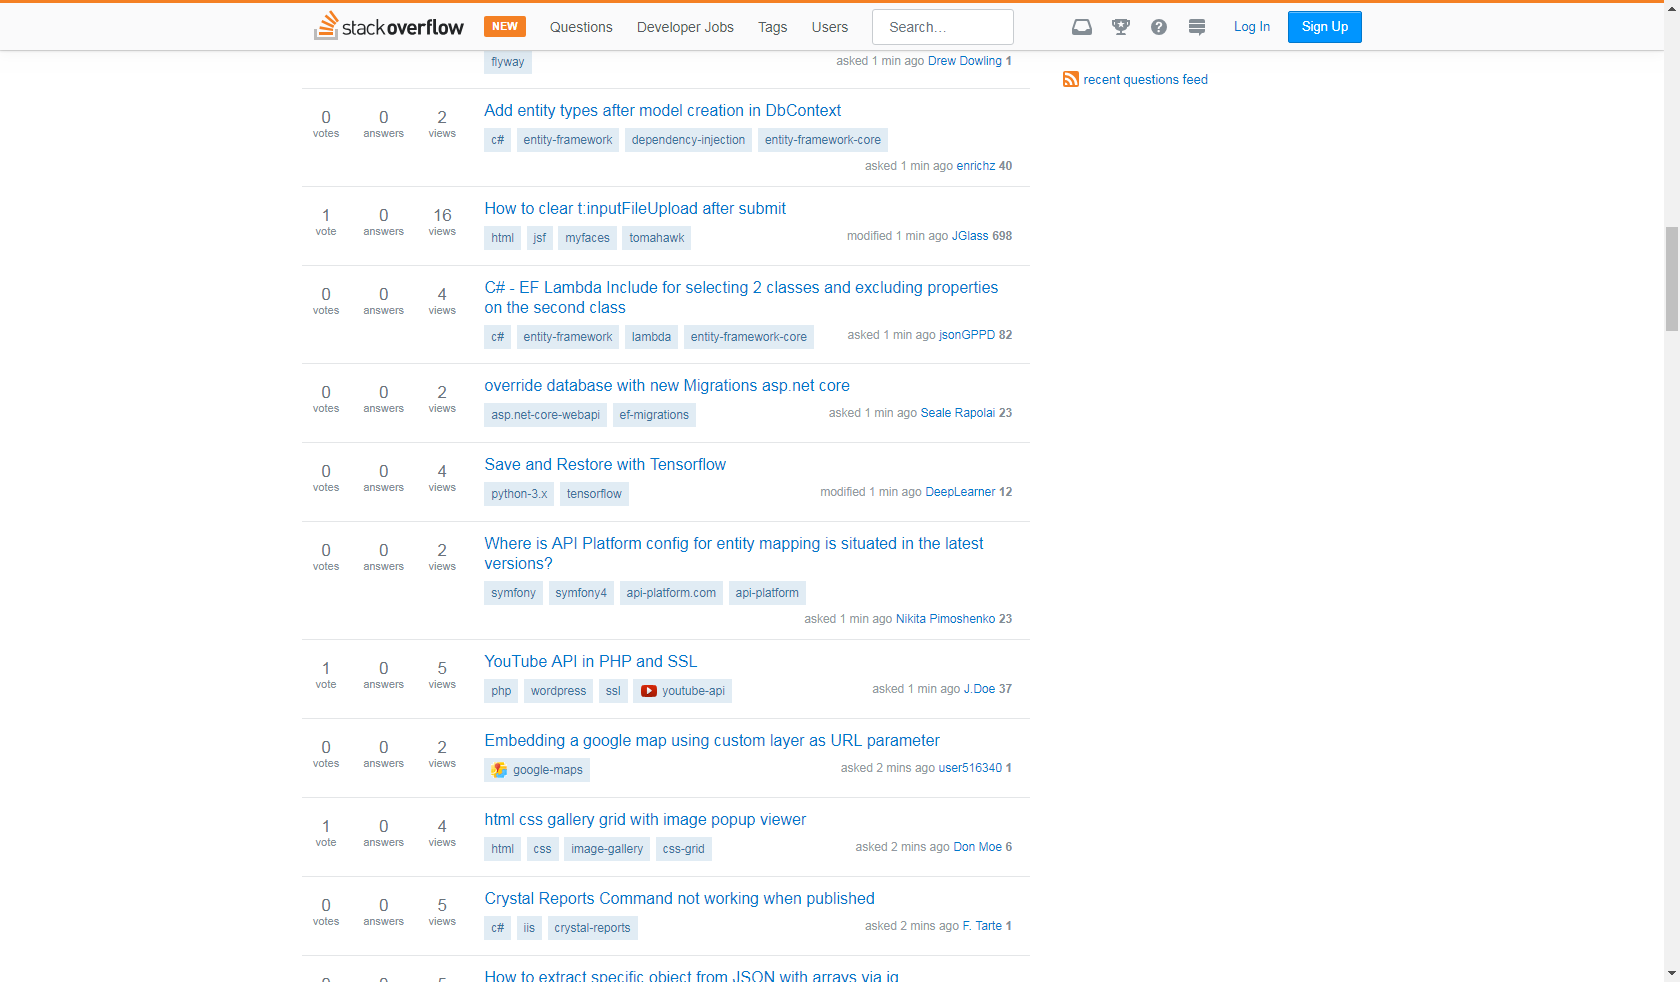 stackoverflow NEW Questions Developer Jobs Tags Users Search... Log In Sign Up
flyway asked 1 min ago Drew Dowling 1
recent questions feed
0 votes 0 answers 2 views
Add entity types after model creation in DbContext
c# entity-framework dependency-injection entity-framework-core
asked 1 min ago enrichz 40
1 vote 0 answers 16 views
How to clear t:inputFileUpload after submit
html jsf myfaces tomahawk
modified 1 min ago JGlass 698
0 votes 0 answers 4 views
C# - EF Lambda Include for selecting 2 classes and excluding properties
on the second class
c# entity-framework lambda entity-framework-core
asked 1 min ago jsonGPPD 82
0 votes 0 answers 2 views
override database with new Migrations asp.net core
asp.net-core-webapi ef-migrations
asked 1 min ago Seale Rapolai 23
0 votes 0 answers 4 views
Save and Restore with Tensorflow
python-3.x tensorflow
modified 1 min ago DeepLearner 12
0 votes 0 answers 2 views
Where is API Platform config for entity mapping is situated in the latest
versions?
symfony symfony4 api-platform.com api-platform
asked 1 min ago Nikita Pimoshenko 23
1 vote 0 answers 5 views
YouTube API in PHP and SSL
php wordpress ssl youtube-api
asked 1 min ago J.Doe 37
0 votes 0 answers 2 views
Embedding a google map using custom layer as URL parameter
google-maps
asked 2 mins ago user516340 1
1 vote 0 answers 4 views
html css gallery grid with image popup viewer
html css image-gallery css-grid
asked 2 mins ago Don Moe 6
0 votes 0 answers 5 views
Crystal Reports Command not working when published
c# iis crystal-reports
asked 2 mins ago F. Tarte 1
How to extract specific object from JSON with arrays via jq